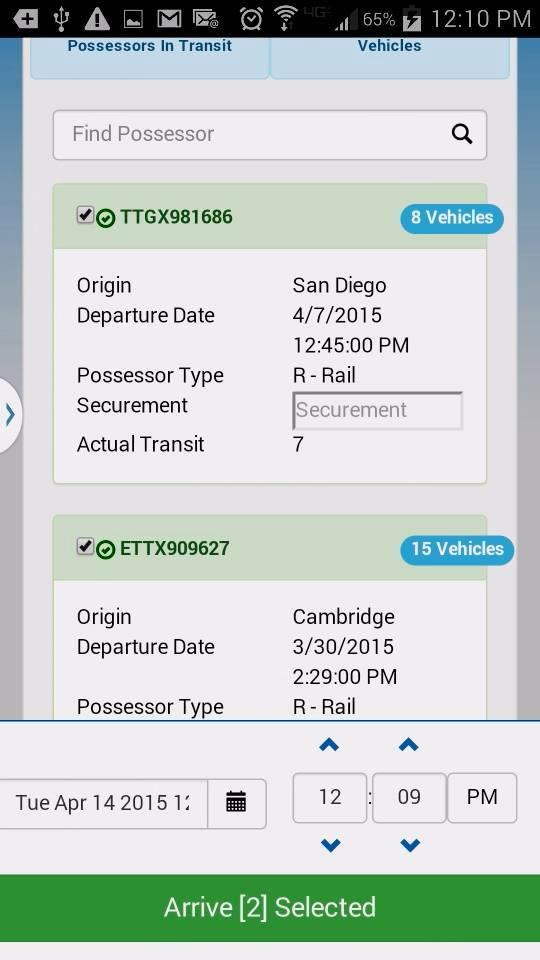 4G 65% 12:10 PM
Possessors In Transit Vehicles
Find Possessor
TTGX981686 8 Vehicles
Origin San Diego
Departure Date 4/7/2015
12:45:00 PM
Possessor Type R - Rail
Securement Securement
Actual Transit 7
ETTX909627 15 Vehicles
Origin Cambridge
Departure Date 3/30/2015
2:29:00 PM
Possessor Type R - Rail
Tue Apr 14 2015 12: 12 : 09 PM
Arrive [2] Selected